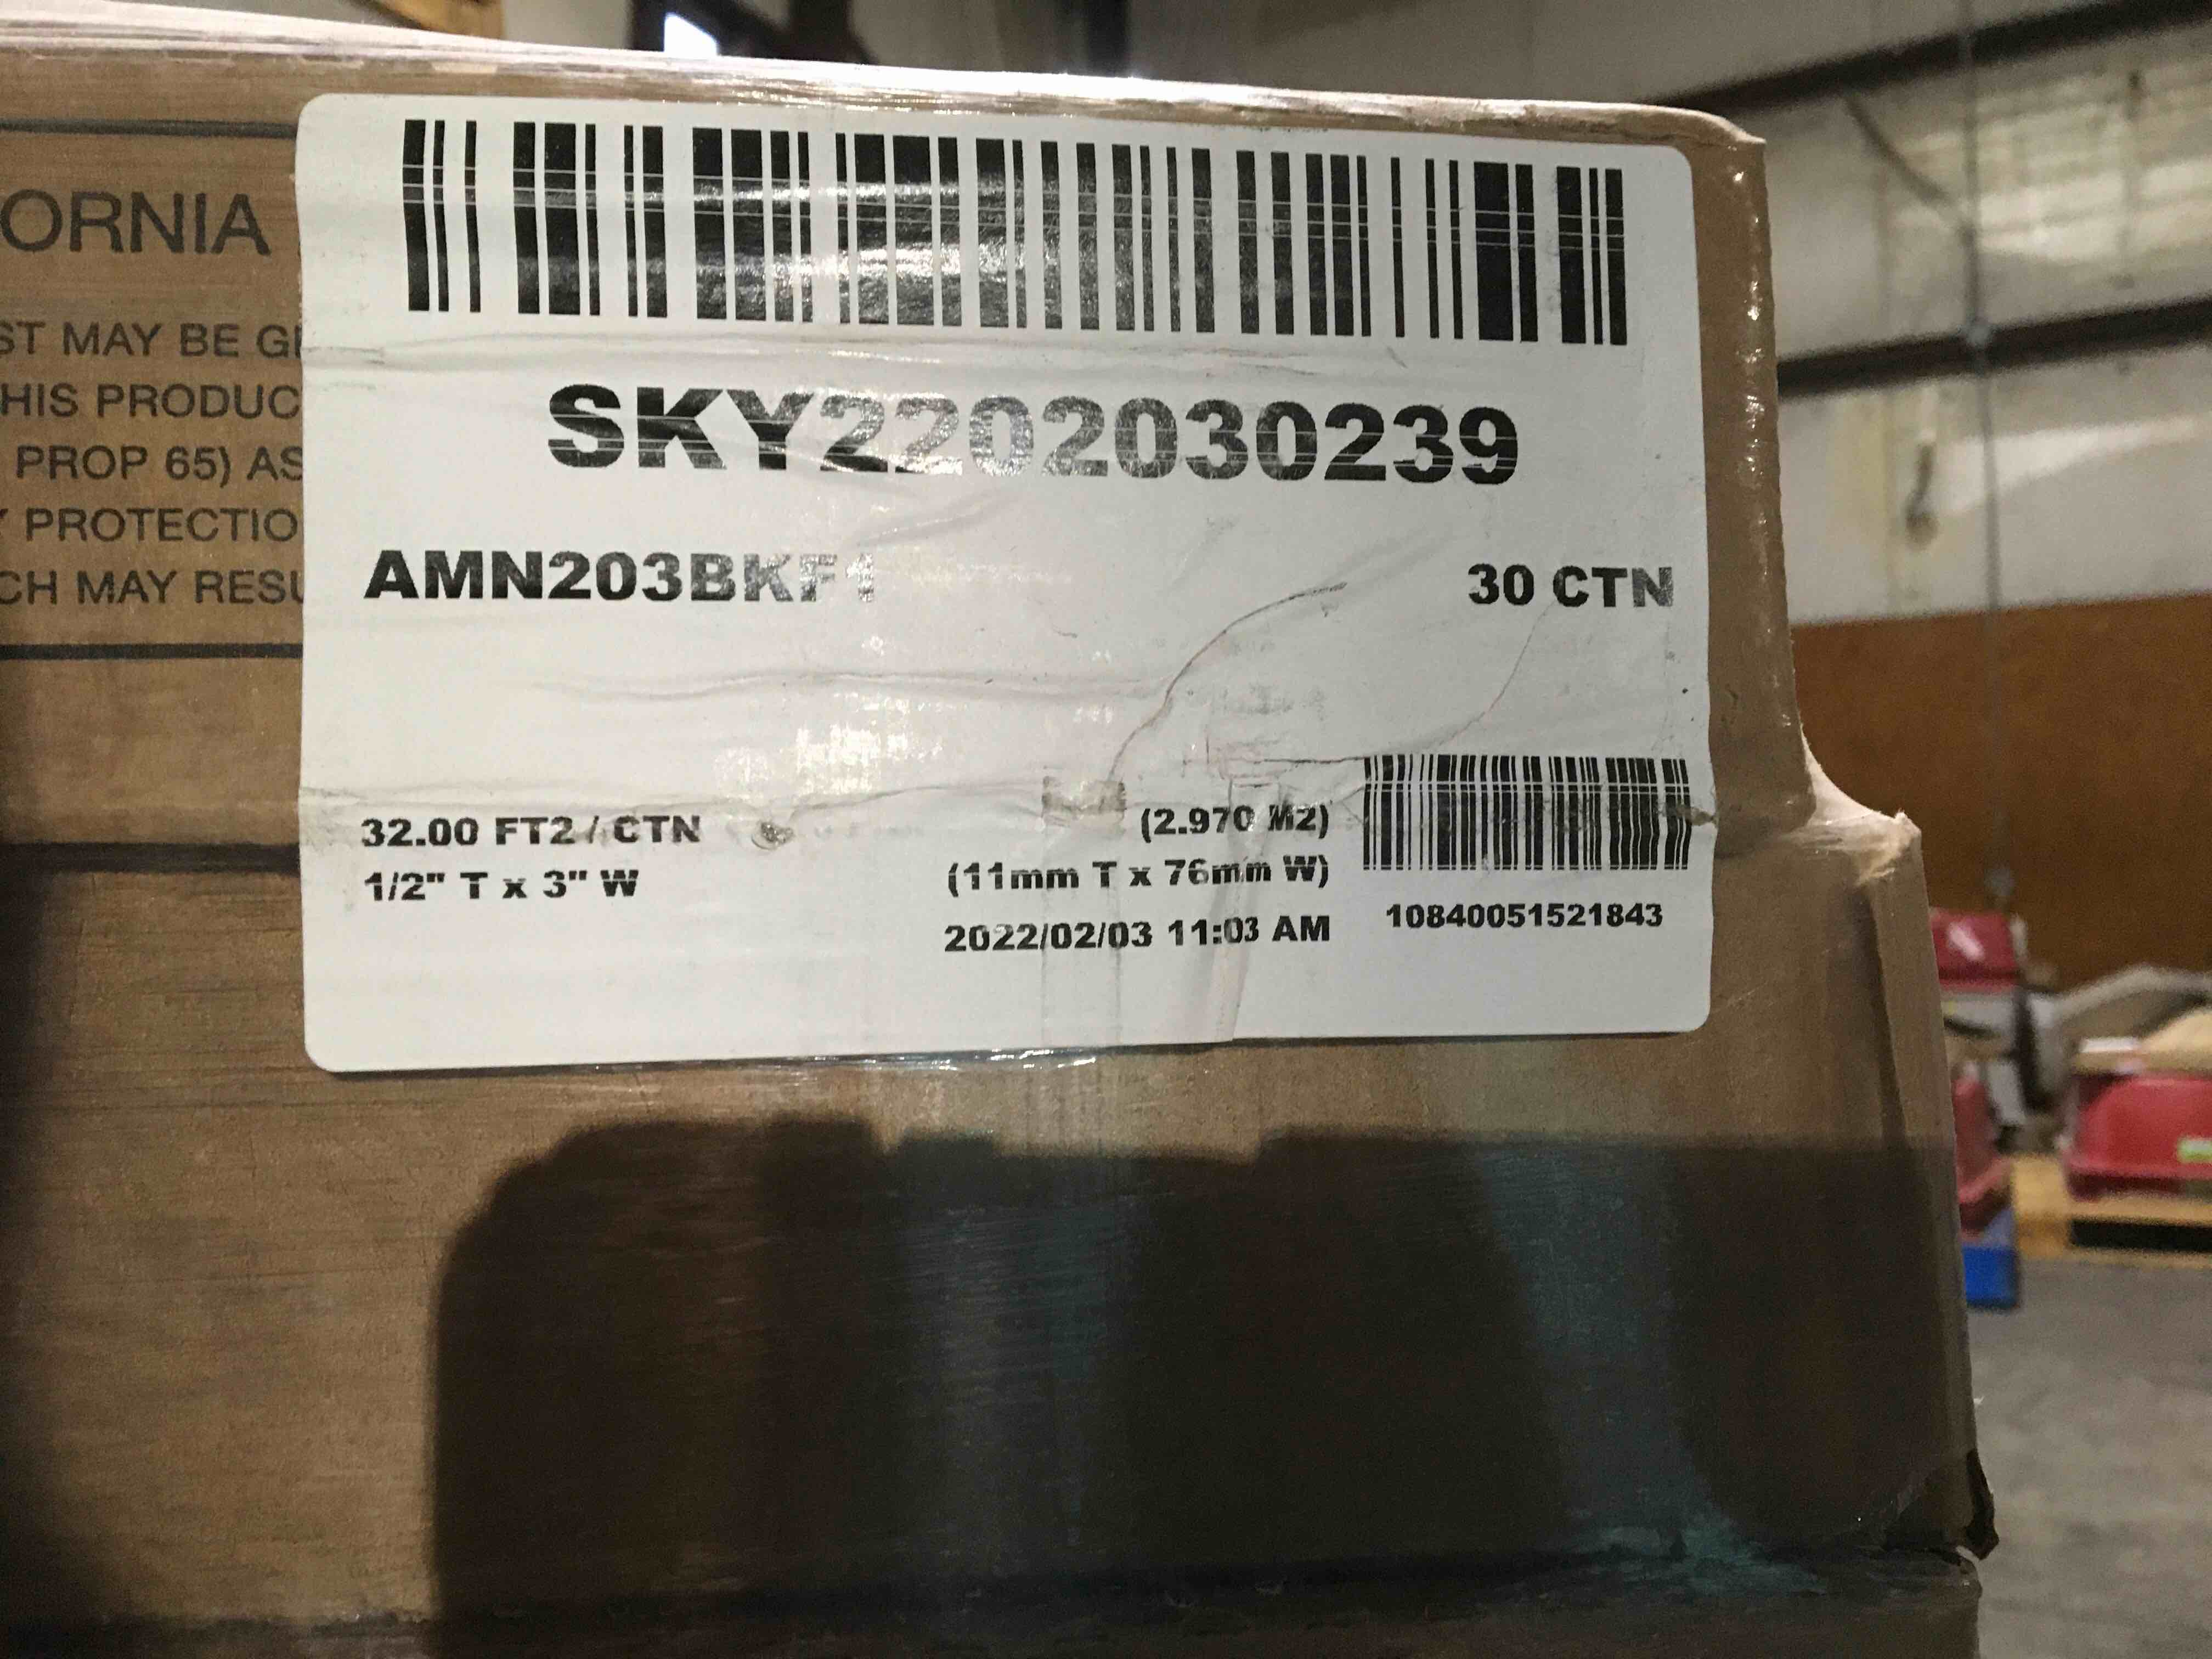 ORNIA
ST MAY BE
HIS PRODUC
PROP 65) AS
PROTECTIO
CH MAY RESU
SKY2202030239
AMN203BKF1 30 CTN
32.00 FT2 / CTN (2.970 M2)
1/2" T x 3" W (11mm T x 76mm W)
2022/02/03 11:03 AM
10840051521843